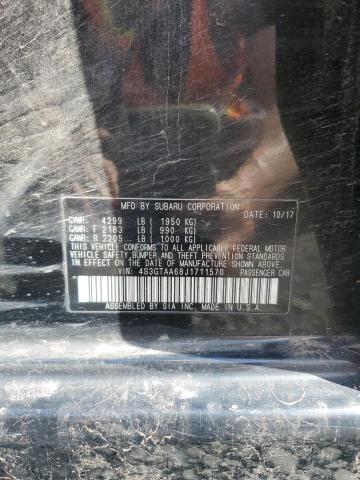 MFD BY SUBARU CORPORATION
DATE: 10/17
GVWR: 4299 LB ( 1950 KG)
GAWR: F 2183 LB ( 990 KG)
GAWR: R 2205 LB ( 1000 KG)
THIS VEHICLE CONFORMS TO ALL APPLICABLE FEDERAL MOTOR
VEHICLE SAFETY, BUMPER, AND THEFT PREVENTION STANDARDS
IN EFFECT ON THE DATE OF MANUFACTURE SHOWN ABOVE
VIN: 4S3GTAA68J1711570 PASSENGER CAR
ASSEMBLED BY SIA INC. MADE IN U.S.A.